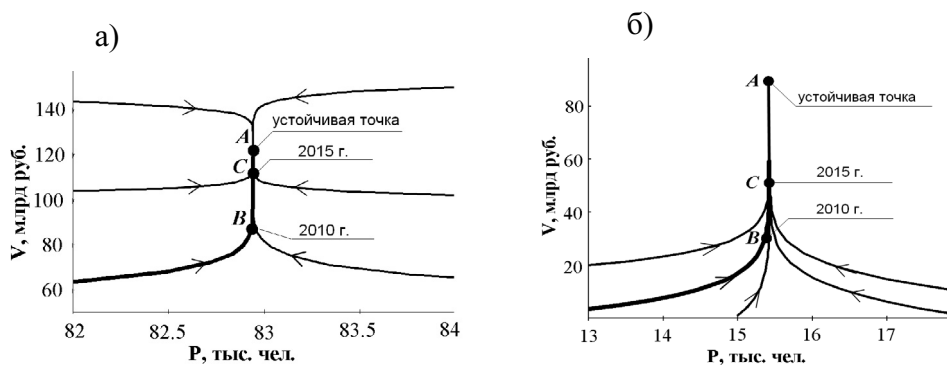 а)
V, млрд руб.
140
120
100
80
60
A
устойчивая точка
C
2015 г.
B
2010 г.
82
82.5
83
83.5
84
P, тыс. чел.
б)
V, млрд руб.
80
60
40
20
A
устойчивая точка
C
2015 г.
2010 г.
B
13
15
16
17
P, тыс. чел.